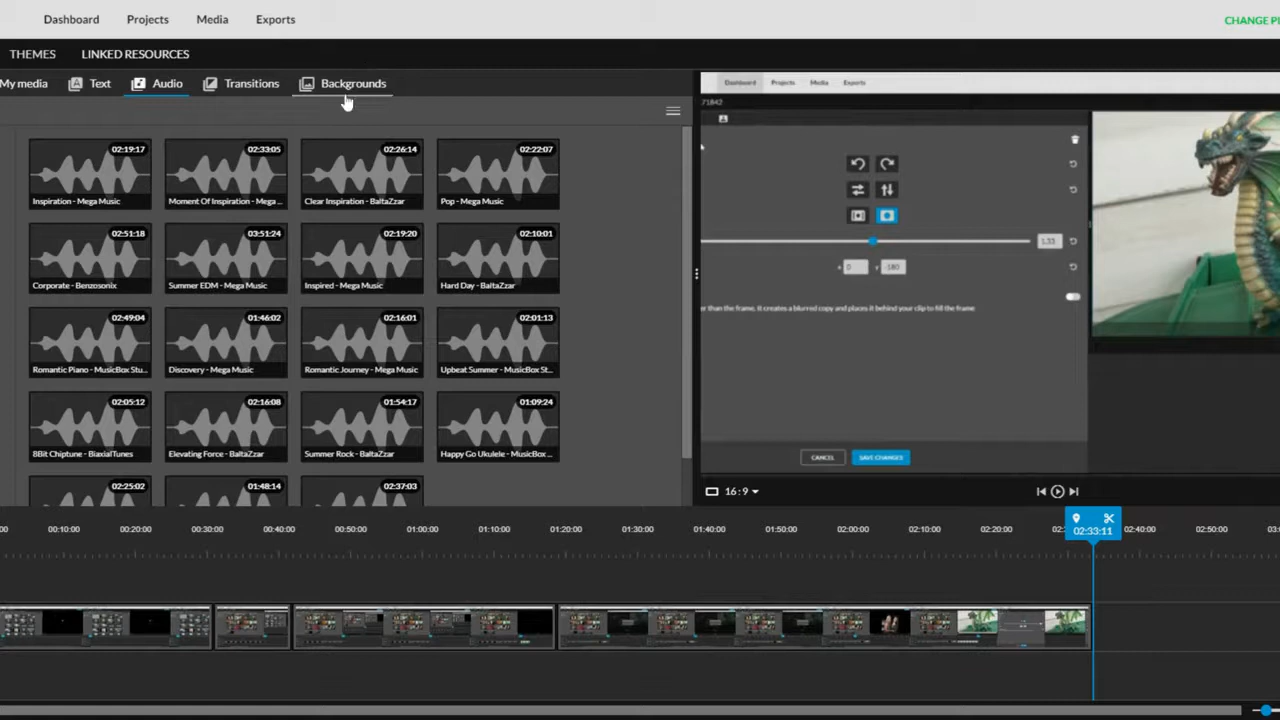 Dashboard Projects Media Exports
CHANGE PL
THEMES LINKED RESOURCES
My media Text Audio Transitions Backgrounds
02:19:17 02:33:05 02:26:14 02:22:07
Inspiration - Mega Music Moment Of Inspiration - Mega ... Clear Inspiration - BaltaZzar Pop - Mega Music
02:51:18 03:51:24 02:19:20 02:10:01
Corporate - Benzosonix Summer EDM - Mega Music Inspired - Mega Music Hard Day - BaltaZzar
02:49:04 01:46:02 02:16:01 02:01:13
Romantic Piano - MusicBox Stu... Discovery - Mega Music Romantic Journey - Mega Music Upbeat Summer - MusicBox St...
02:05:12 02:16:08 01:54:17 01:09:24
8Bit Chiptune - BiaxialTunes Elevating Force - BaltaZzar Summer Rock - BaltaZzar Happy Go Ukulele - MusicBox ...
02:25:02 01:48:14 02:37:03
Dashboard Projects Media Exports
71842
1.33
x 0 y -180
er than the frame. It creates a blurred copy and places it behind your clip to fill the frame
CANCEL SAVE CHANGES
16:9
00:10:00 00:20:00 00:30:00 00:40:00 00:50:00 01:00:00 01:10:00 01:20:00 01:30:00 01:40:00 01:50:00 02:00:00 02:10:00 02:20:00 02:33:11 02:40:00 02:50:00